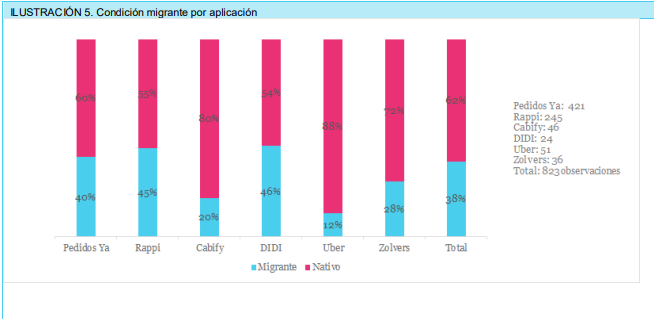 ILUSTRACIÓN 5. Condición migrante por aplicación
60%
55%
80%
54%
88%
72%
62%
40%
45%
20%
46%
12%
28%
38%
Pedidos Ya
Rappi
Cabify
DIDI
Uber
Zolvers
Total
Migrante
Nativo
Pedidos Ya: 421
Rappi: 245
Cabify: 46
DIDI: 24
Uber: 51
Zolvers: 36
Total: 823 observaciones